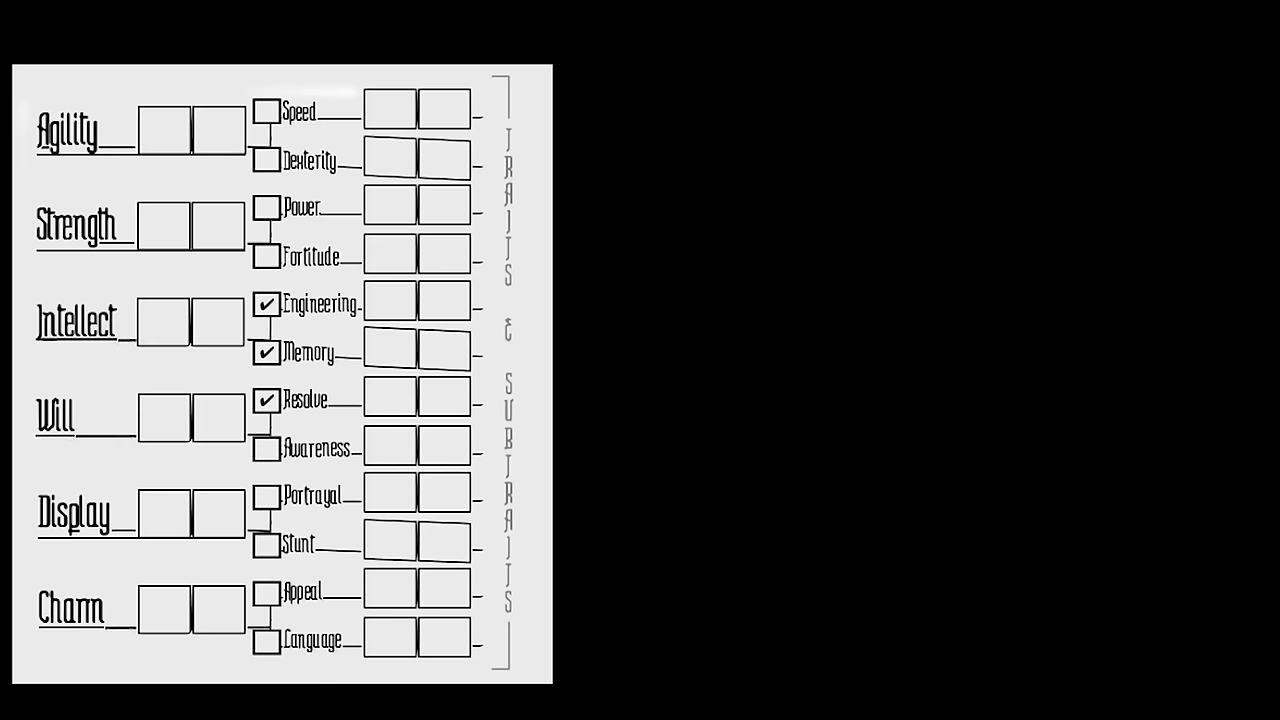 Agility
Speed
Dexterity
Strength
Power
Fortitude
Intellect
✔ Engineering
✔ Memory
Will
✔ Resolve
Awareness
Display
Portrayal
Stunt
Charm
Appeal
Language
TRAITS & SUBTRAITS